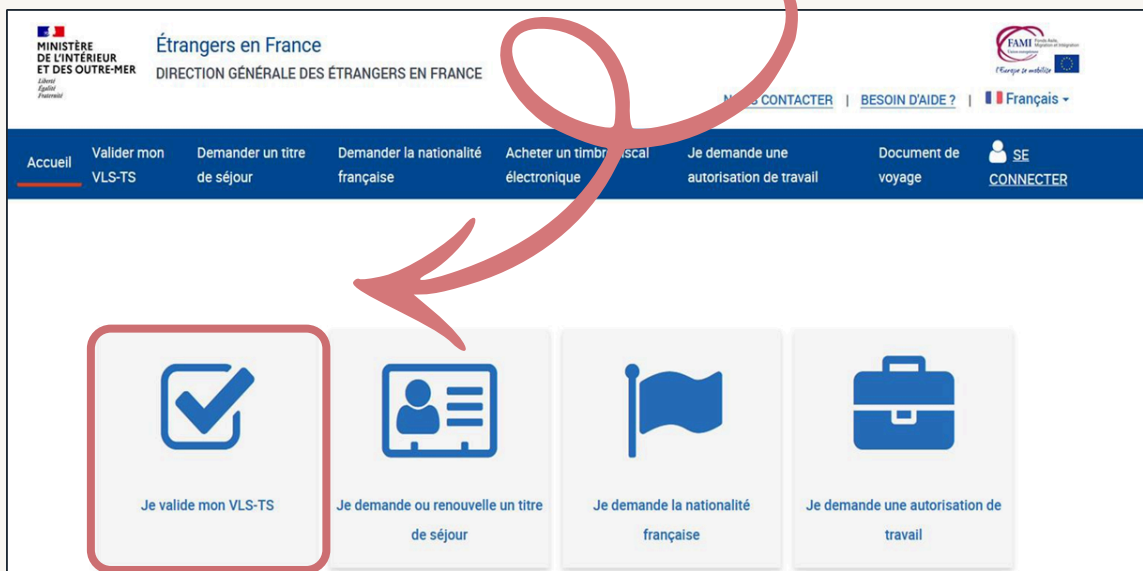 MINISTÈRE
DE L'INTÉRIEUR
ET DES OUTRE-MER
Liberté
Égalité
Fraternité
Étrangers en France
DIRECTION GÉNÉRALE DES ÉTRANGERS EN FRANCE
FAMI
l'Europe se mobilise
CONTACTER | BESOIN D'AIDE ? | Français
Accueil
Valider mon
VLS-TS
Demander un titre
de séjour
Demander la nationalité
française
Acheter un timbre fiscal
électronique
Je demande une
autorisation de travail
Document de
voyage
SE
CONNECTER
Je valide mon VLS-TS
Je demande ou renouvelle un titre
de séjour
Je demande la nationalité
française
Je demande une autorisation de
travail